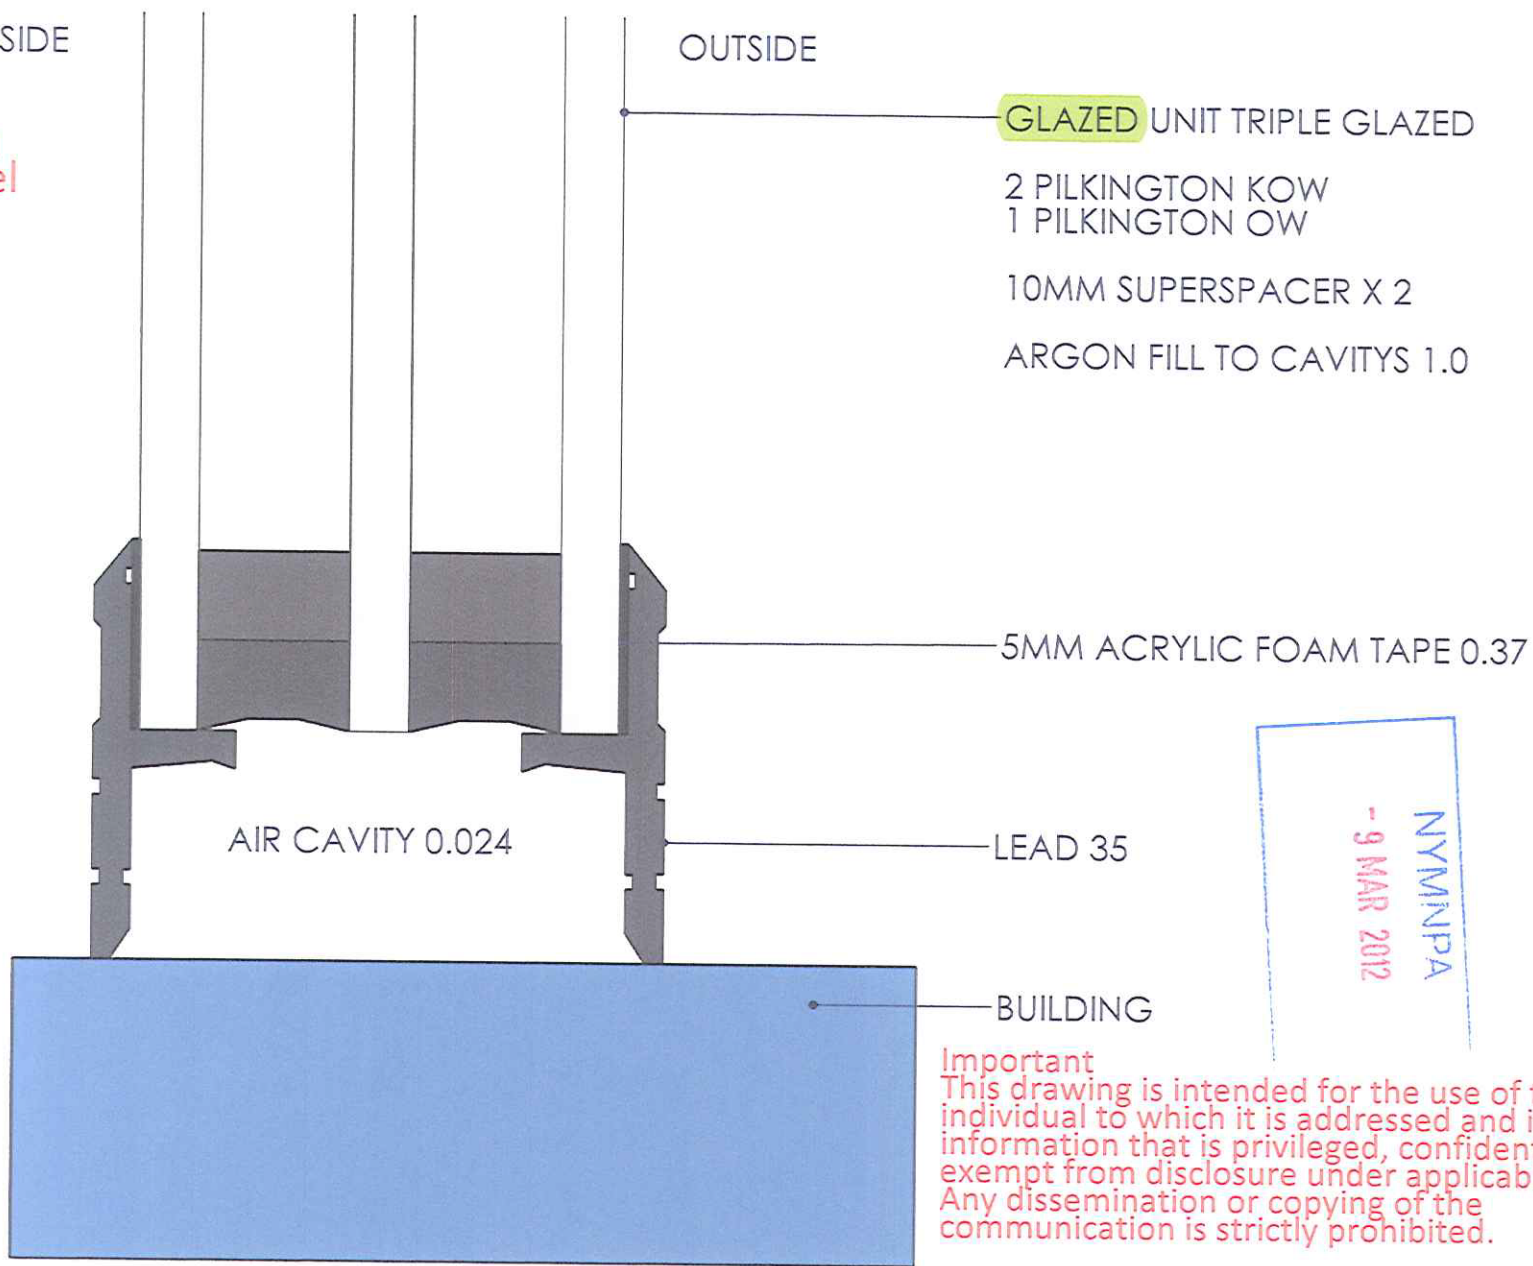 SIDE
OUTSIDE
GLAZED UNIT TRIPLE GLAZED
2 PILKINGTON KOW
1 PILKINGTON OW
10MM SUPERSPACER X 2
ARGON FILL TO CAVITYS 1.0
5MM ACRYLIC FOAM TAPE 0.37
AIR CAVITY 0.024
LEAD 35
NYMNPA
- 9 MAR 2012
BUILDING
Important
This drawing is intended for the use of
individual to which it is addressed and
information that is privileged,
exempt from disclosure under
Any dissemination or copying of the
communication is strictly prohibited.